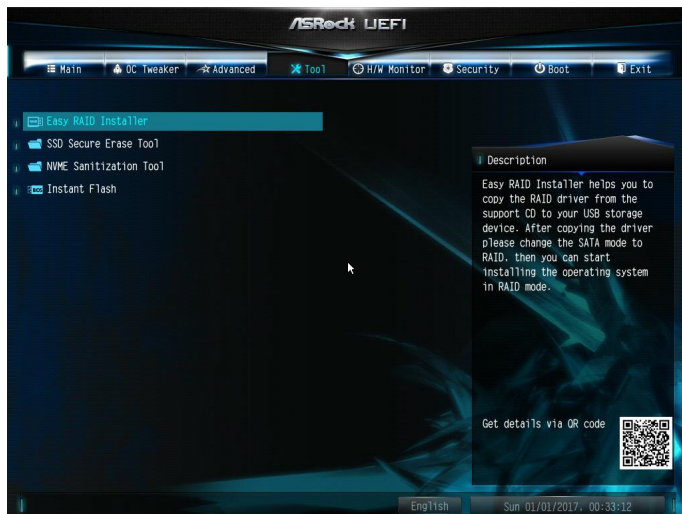 ASRock UEFI
Main OC Tweaker Advanced Tool H/W Monitor Security Boot Exit
Easy RAID Installer
SSD Secure Erase Tool
NVME Sanitization Tool
Instant Flash
Description
Easy RAID Installer helps you to
copy the RAID driver from the
support CD to your USB storage
device. After copying the driver
please change the SATA mode to
RAID, then you can start
installing the operating system
in RAID mode.
Get details via QR code
English
Sun 01/01/2017. 00:33:12